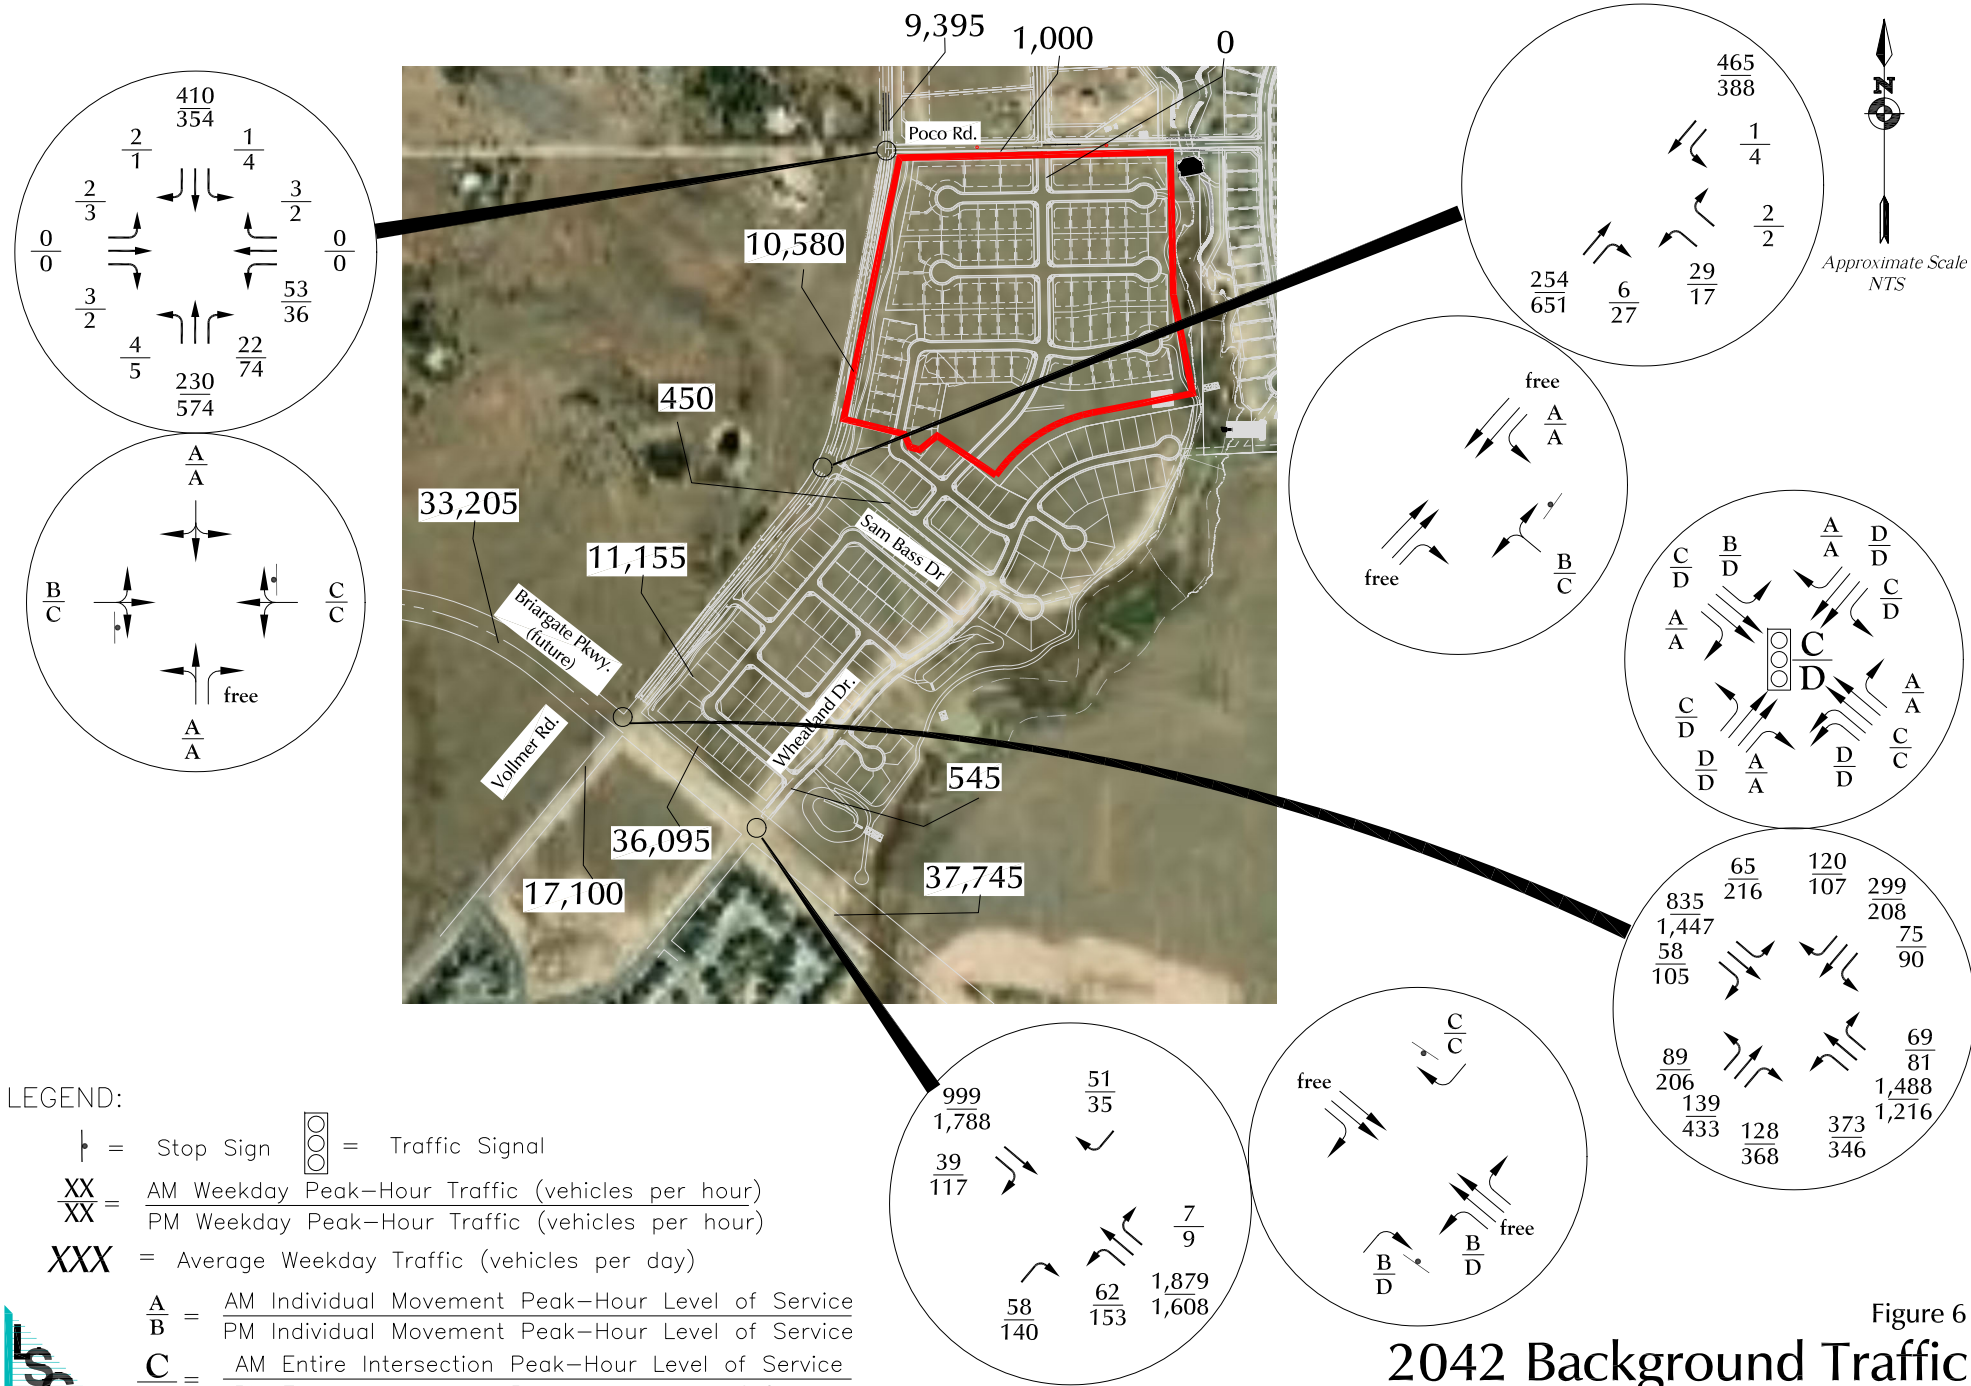 9,395
1,000
0
410
354
2
1
1
4
2
3
3
2
0
0
0
0
3
2
53
36
4
5
22
74
230
574
A
A
B
C
C
C
free
A
A
Poco Rd.
10,580
450
33,205
11,155
Sam Bass Dr
Briargate Pkwy.
(future)
Vollmer Rd.
Wheatland Dr.
545
36,095
17,100
37,745
465
388
1
4
2
2
29
17
6
27
254
651
N
Approximate Scale
NTS
free
A
A
free
B
C
A
A
D
D
B
D
C
D
C
D
A
A
C
D
A
A
C
D
C
C
D
D
A
A
D
D
65
216
120
107
299
208
835
1,447
75
90
58
105
69
81
89
206
1,488
1,216
139
433
128
368
373
346
999
1,788
51
35
39
117
7
9
58
140
62
153
1,879
1,608
C
C
free
free
B
D
B
D
LEGEND:
= Stop Sign = Traffic Signal
XX
XX
= AM Weekday Peak-Hour Traffic (vehicles per hour)
PM Weekday Peak-Hour Traffic (vehicles per hour)
XXX = Average Weekday Traffic (vehicles per day)
A
B
= AM Individual Movement Peak-Hour Level of Service
PM Individual Movement Peak-Hour Level of Service
C = AM Entire Intersection Peak-Hour Level of Service
LSC
Figure 6
2042 Background Traffic